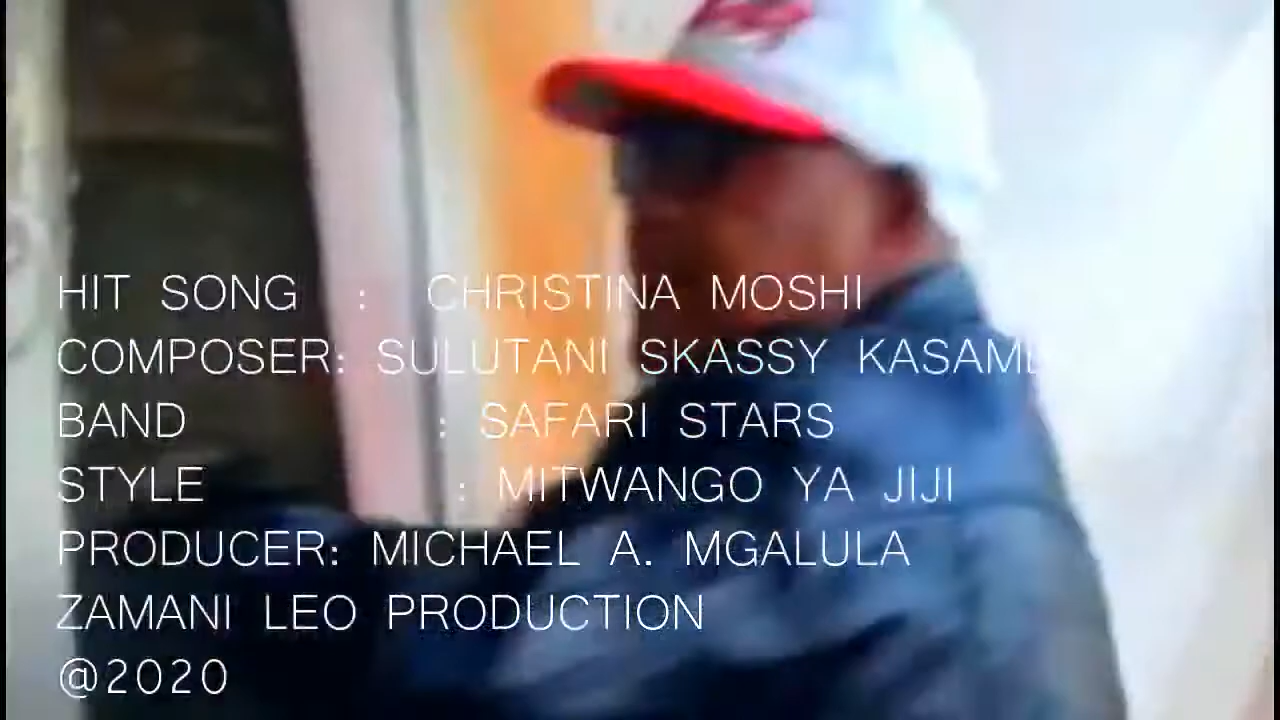 HIT SONG : CHRISTINA MOSHI
COMPOSER: SULUTANI SKASSY
BAND : SAFARI STARS
STYLE : MITWANGO YA JIJI
PRODUCER: MICHAEL A. MGALULA
ZAMANI LEO PRODUCTION
@2020